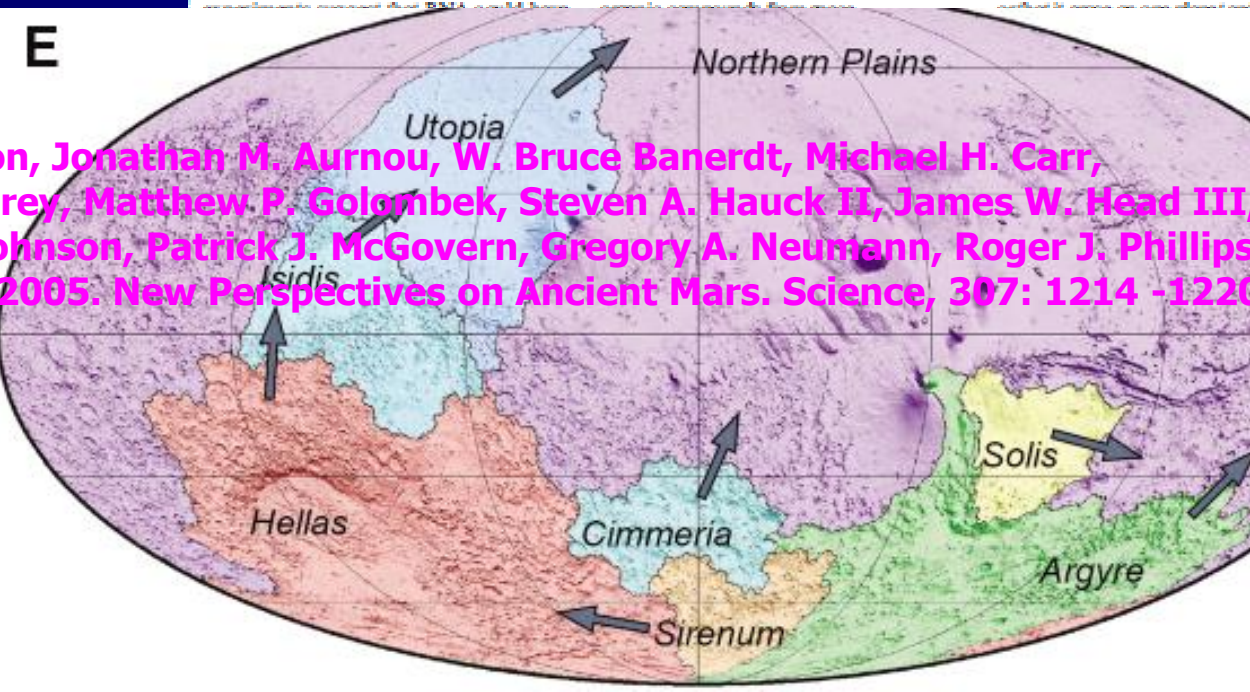 E
Northern Plains
Utopia
on, Jonathan M. Aurnou, W. Bruce Banerdt, Michael H. Carr,
rey, Matthew P. Golombek, Steven A. Hauck II, James W. Head III,
ohnson, Patrick J. McGovern, Gregory A. Neumann, Roger J. Phillips
Isidis
2005. New Perspectives on Ancient Mars. Science, 307: 1214 -1220
Solis
Hellas
Cimmeria
Argyre
Sirenum